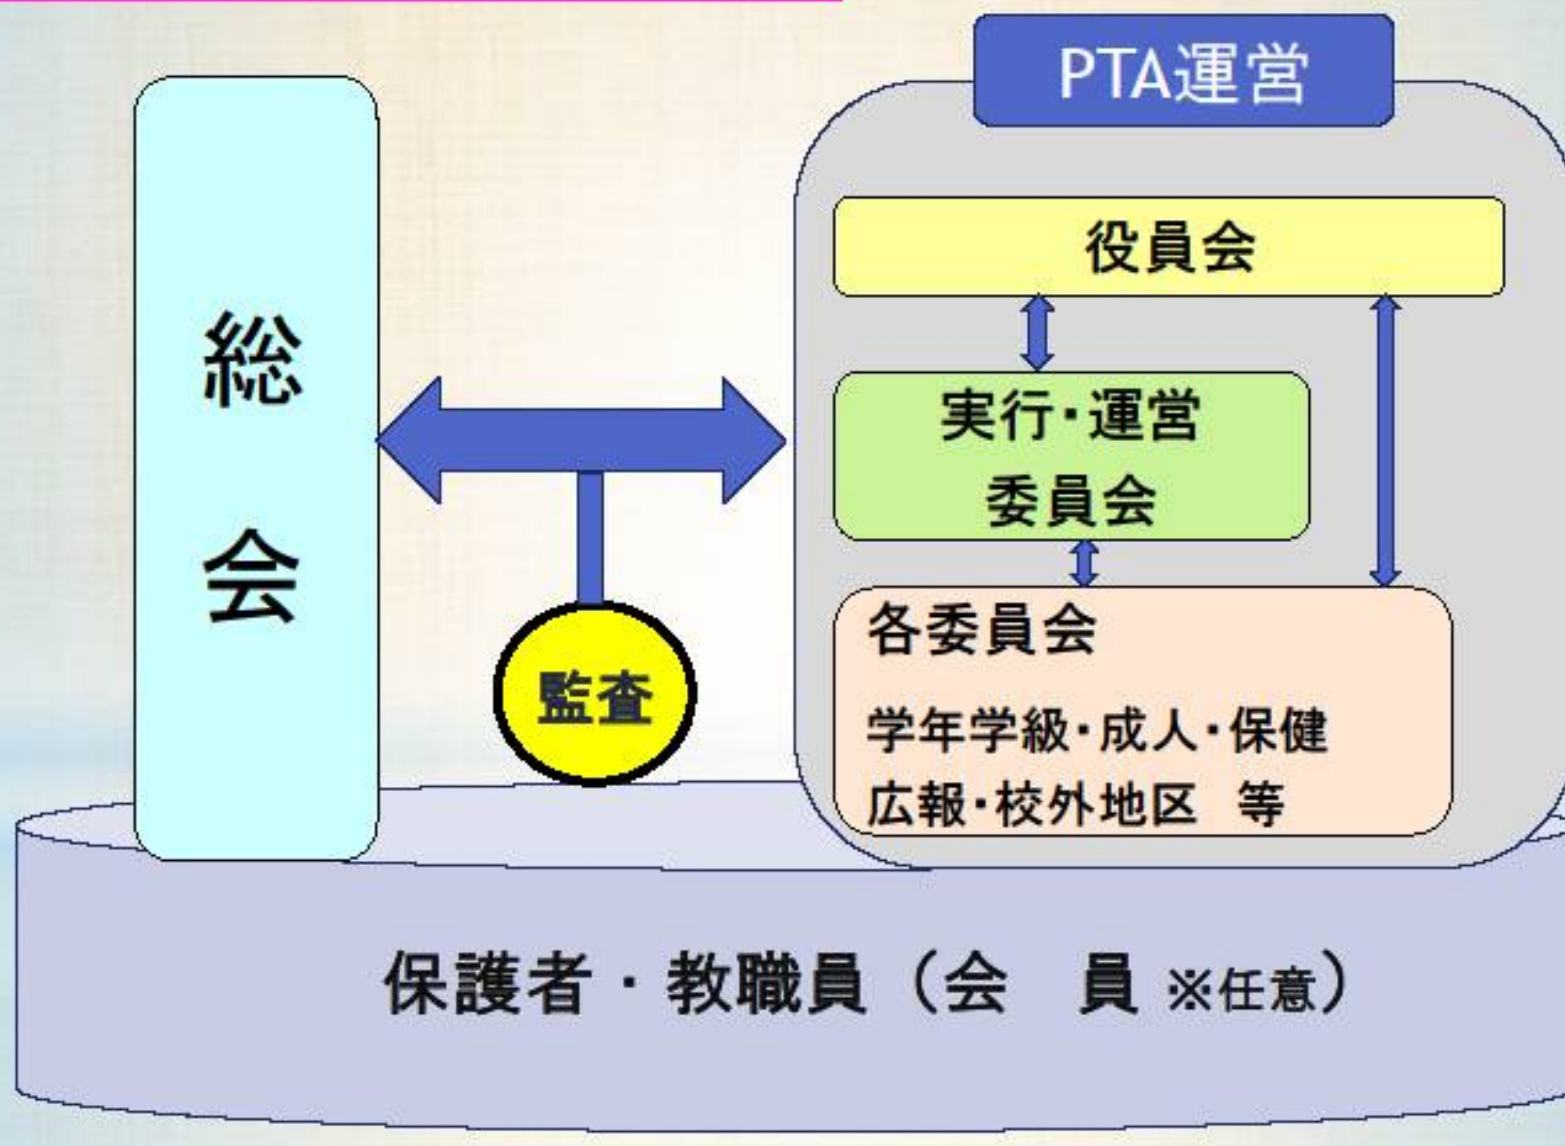 総会
PTA運営
役員会
実行・運営
委員会
各委員会
学年学級・成人・保健
広報・校外地区　等
監査
保護者・教職員（会　員 ※任意）